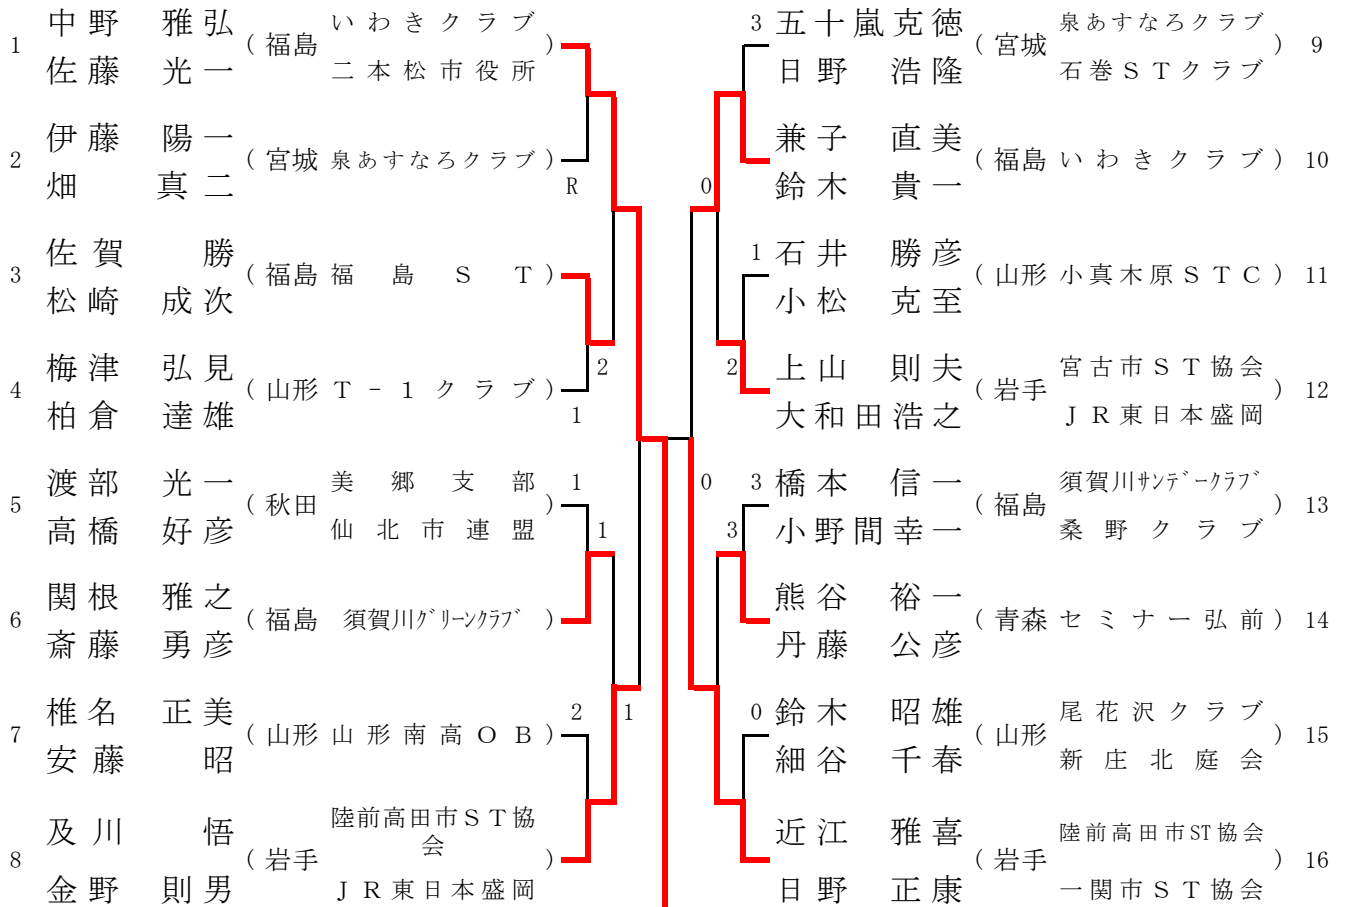 1 中野 雅弘 (福島 いわきクラブ)
佐藤 光一 二本松市役所
2 伊藤 陽一 (宮城 泉あすなろクラブ)
畑 真二
R
3 佐賀 勝 (福島 福島ST)
松崎 成次
2
4 梅津 弘見 (山形 T-1クラブ)
柏倉 達雄
1
5 渡部 光一 (秋田 美郷支部) 1
高橋 好彦 仙北市連盟
1
6 関根 雅之 (福島 須賀川グリーンクラブ)
斎藤 勇彦
7 椎名 正美 (山形 山形南高OB) 2
安藤 昭
1
8 及川 悟 (岩手 陸前高田市ST協
会
金野 則男 JR東日本盛岡)
3 五十嵐克徳 (宮城 泉あすなろクラブ) 9
日野 浩隆 石巻STクラブ
兼子 直美 (福島 いわきクラブ) 10
鈴木 貴一
0
1 石井 勝彦 (山形 小真木原STC) 11
小松 克至
2
上山 則夫 (岩手 宮古市ST協会) 12
大和田浩之 JR東日本盛岡
0
3 橋本 信一 (福島 須賀川サンデークラブ) 13
小野間幸一 桑野クラブ
3
熊谷 裕一 (青森 セミナー弘前) 14
丹藤 公彦
0 鈴木 昭雄 (山形 尾花沢クラブ) 15
細谷 千春 新庄北庭会
近江 雅喜 (岩手 陸前高田市ST協会) 16
日野 正康 一関市ST協会